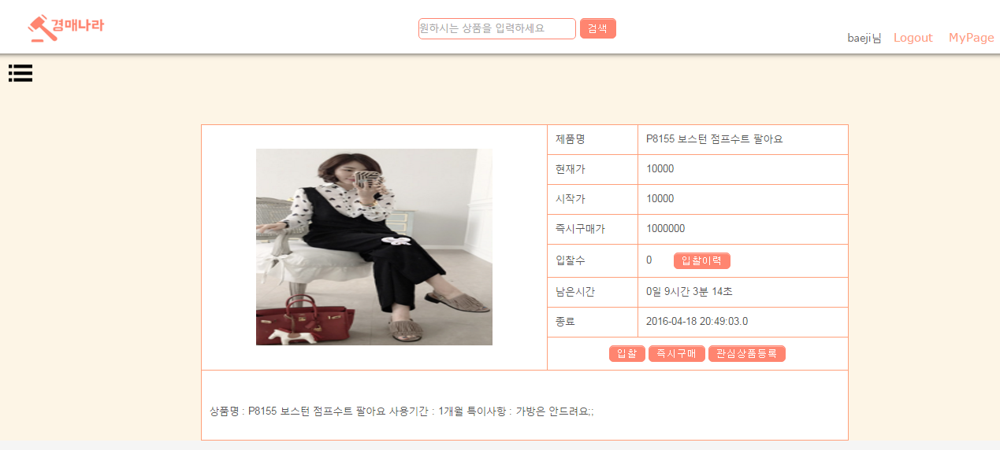 경매나라
원하시는 상품을 입력하세요 검색
baeji님 Logout MyPage
제품명 P8155 보스턴 점프수트 팔아요
현재가 10000
시작가 10000
즉시구매가 1000000
입찰수 0 입찰이력
남은시간 0일 9시간 3분 14초
종료 2016-04-18 20:49:03.0
입찰 즉시구매 관심상품등록
상품명 : P8155 보스턴 점프수트 팔아요 사용기간 : 1개월 특이사항 : 가방은 안드려요;;